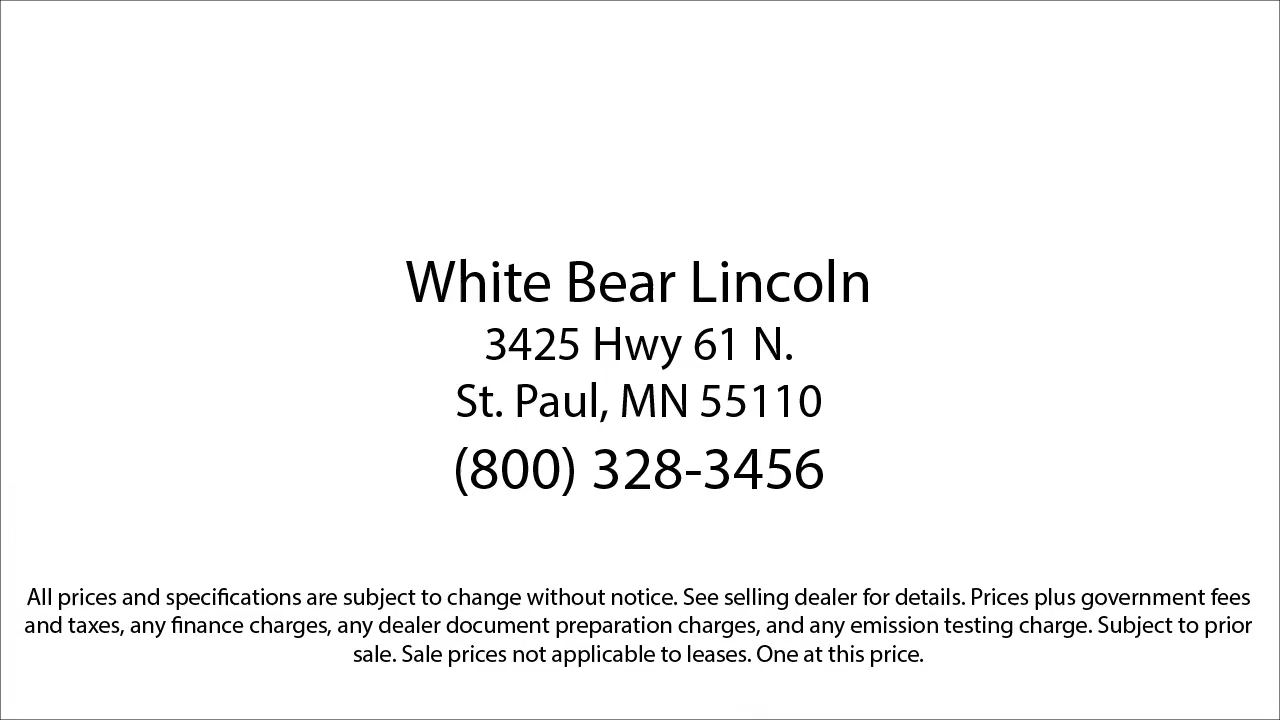 White Bear Lincoln
3425 Hwy 61 N.
St. Paul, MN 55110
(800) 328-3456
All prices and specifications are subject to change without notice. See selling dealer for details. Prices plus government fees
and taxes, any finance charges, any dealer document preparation charges, and any emission testing charge. Subject to prior
sale. Sale prices not applicable to leases. One at this price.